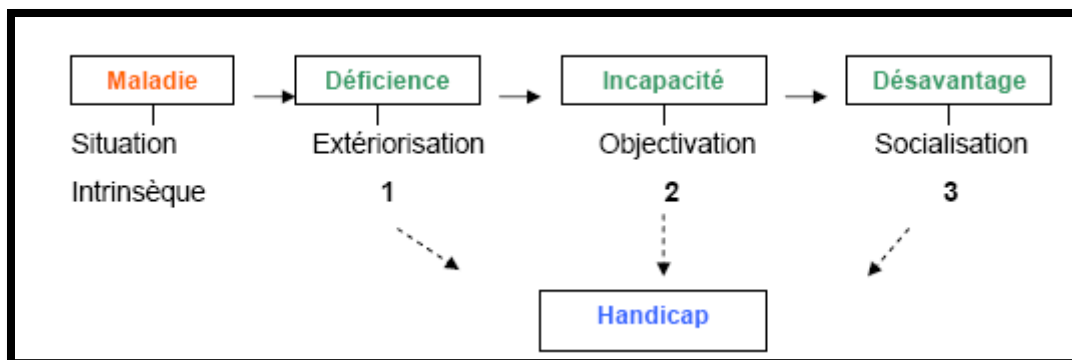 Maladie Déficience Incapacité Désavantage
Situation Extériorisation Objectivation Socialisation
Intrinsèque 1 2 3
Handicap